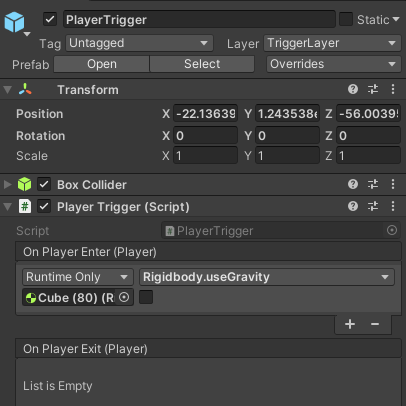 PlayerTrigger Static
Tag Untagged Layer TriggerLayer
Prefab Open Select Overrides
Transform
Position X -22.13639 Y 1.243538e Z -56.00395
Rotation X 0 Y 0 Z 0
Scale X 1 Y 1 Z 1
Box Collider
# Player Trigger (Script)
Script # PlayerTrigger
On Player Enter (Player)
Runtime Only Rigidbody.useGravity
Cube (80) (R
+ −
On Player Exit (Player)
List is Empty